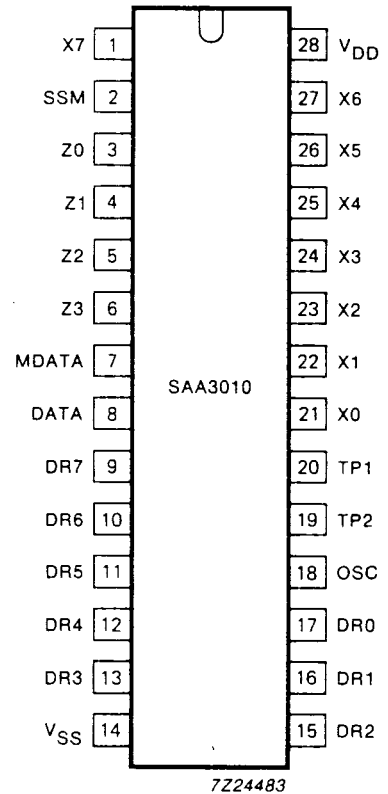 X7 1 28 VDD
SSM 2 27 X6
Z0 3 26 X5
Z1 4 25 X4
Z2 5 24 X3
Z3 6 23 X2
MDATA 7 22 X1
SAA3010
DATA 8 21 X0
DR7 9 20 TP1
DR6 10 19 TP2
DR5 11 18 OSC
DR4 12 17 DR0
DR3 13 16 DR1
VSS 14 15 DR2
7Z24483